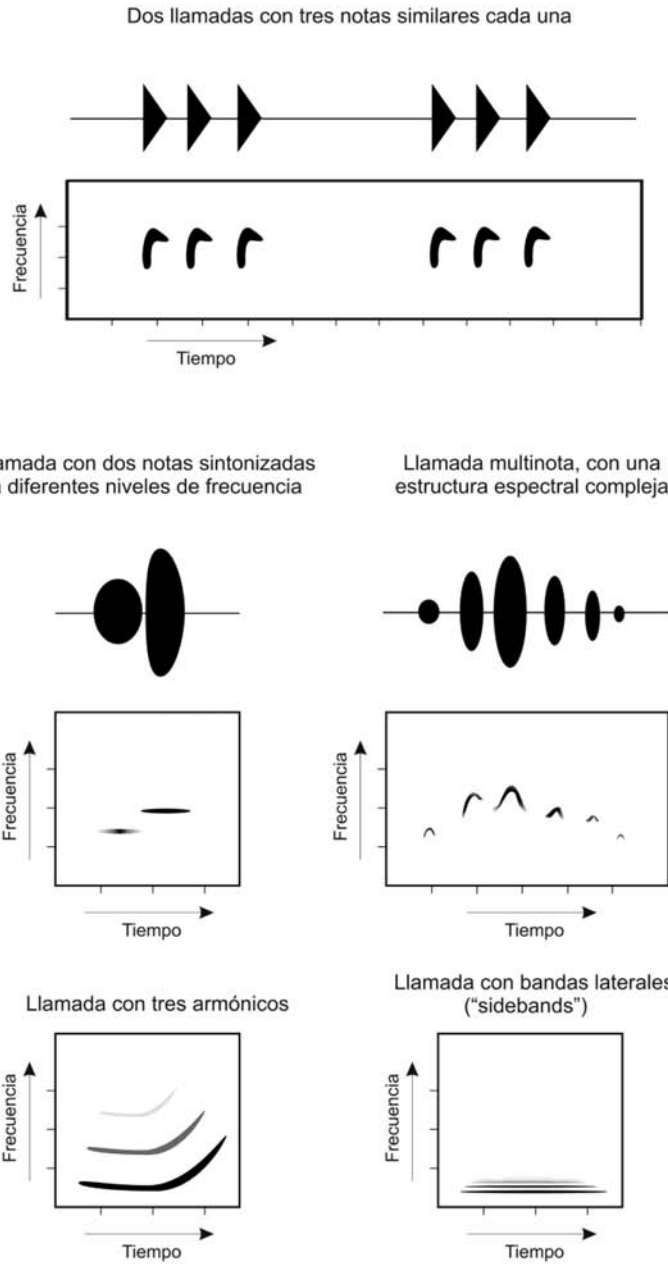 Dos llamadas con tres notas similares cada una
Frecuencia
Tiempo
amada con dos notas sintonizadas
diferentes niveles de frecuencia
Frecuencia
Tiempo
Llamada multinota, con una
estructura espectral compleja
Frecuencia
Tiempo
Llamada con tres armónicos
Frecuencia
Tiempo
Llamada con bandas laterales
(“sidebands”)
Frecuencia
Tiempo